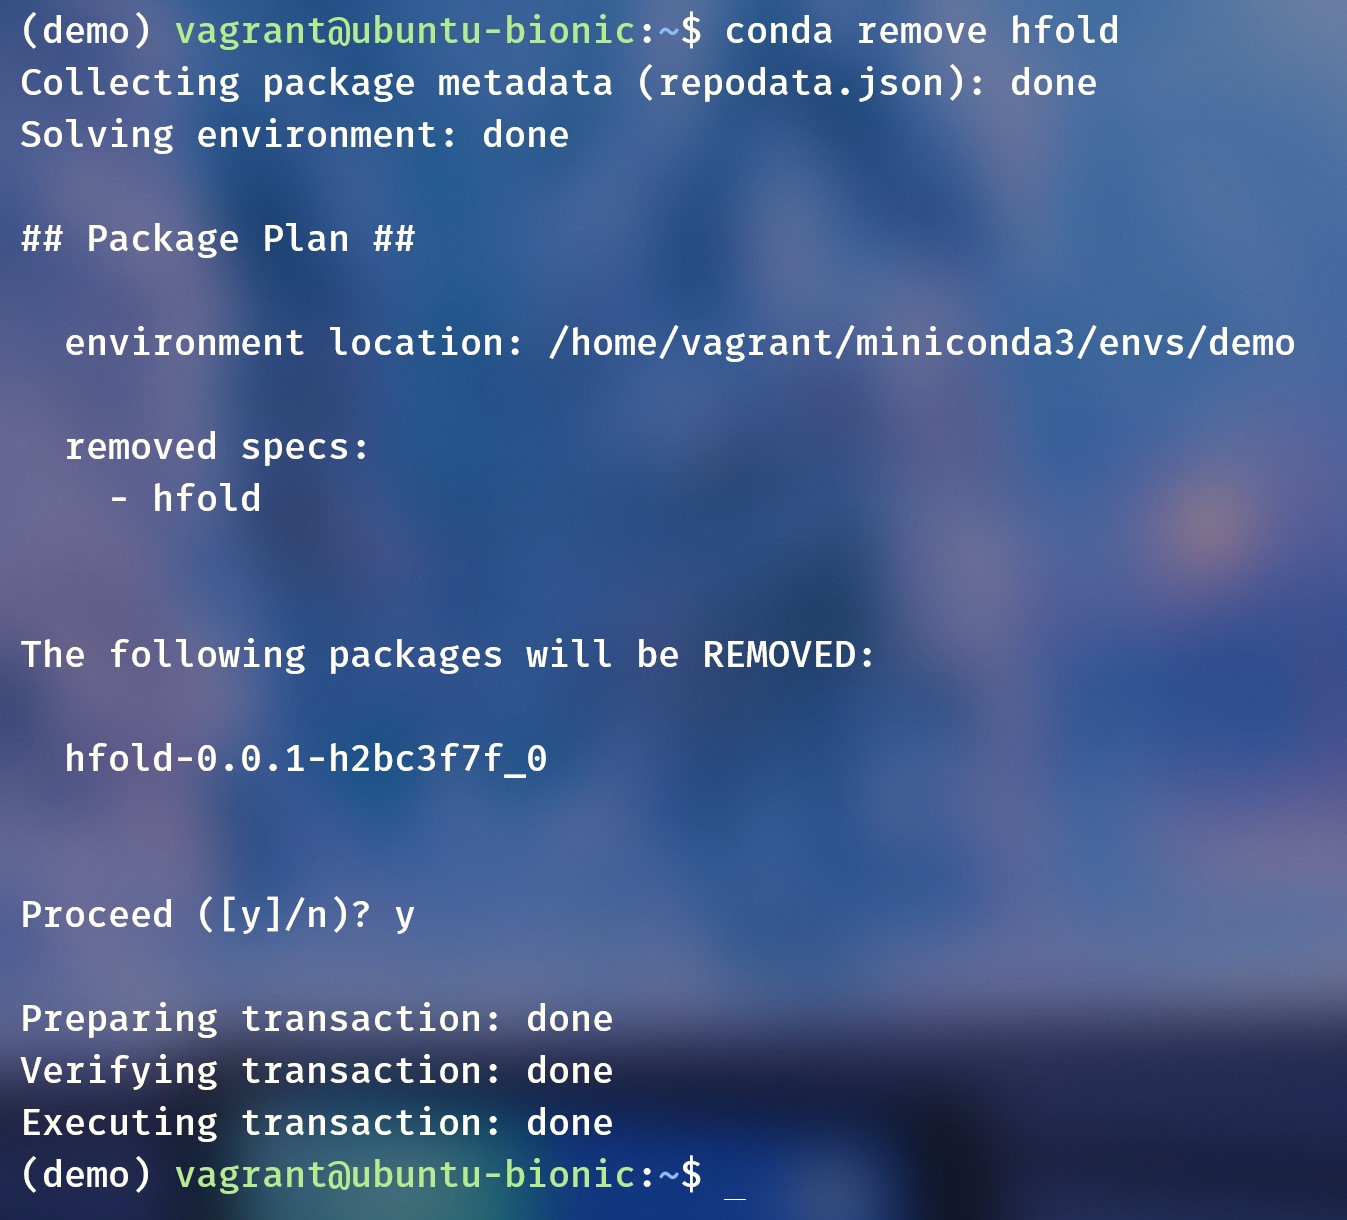 (demo) vagrant@ubuntu-bionic:~$ conda remove hfold
Collecting package metadata (repodata.json): done
Solving environment: done
## Package Plan ##
environment location: /home/vagrant/miniconda3/envs/demo
removed specs:
- hfold
The following packages will be REMOVED:
hfold-0.0.1-h2bc3f7f_0
Proceed ([y]/n)? y
Preparing transaction: done
Verifying transaction: done
Executing transaction: done
(demo) vagrant@ubuntu-bionic:~$ _